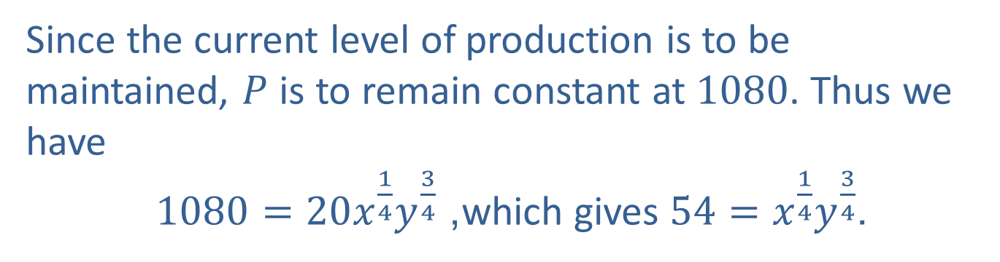 Since the current level of production is to be
maintained, P is to remain constant at 1080. Thus we
have
1080 = 20x^{\frac{1}{4}}y^{\frac{3}{4}} ,which gives 54 = x^{\frac{1}{4}}y^{\frac{3}{4}}.